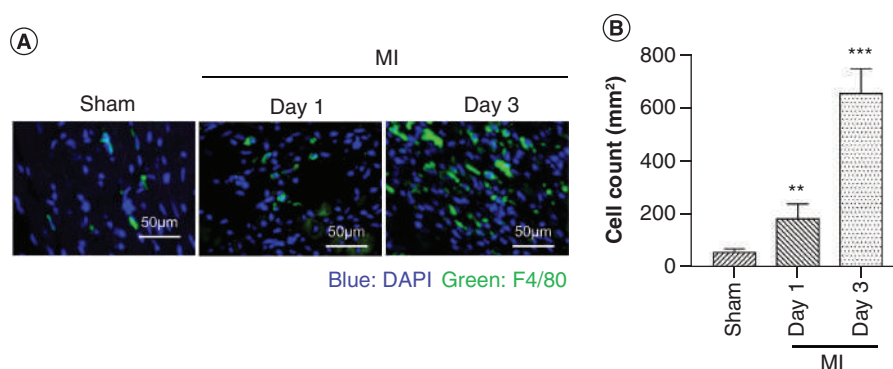 A
MI
Sham
Day 1
Day 3
50µm
50µm
50µm
Blue: DAPI Green: F4/80
B
Cell count (mm²)
800
600
400
200
0
**
***
Sham
Day 1
Day 3
MI